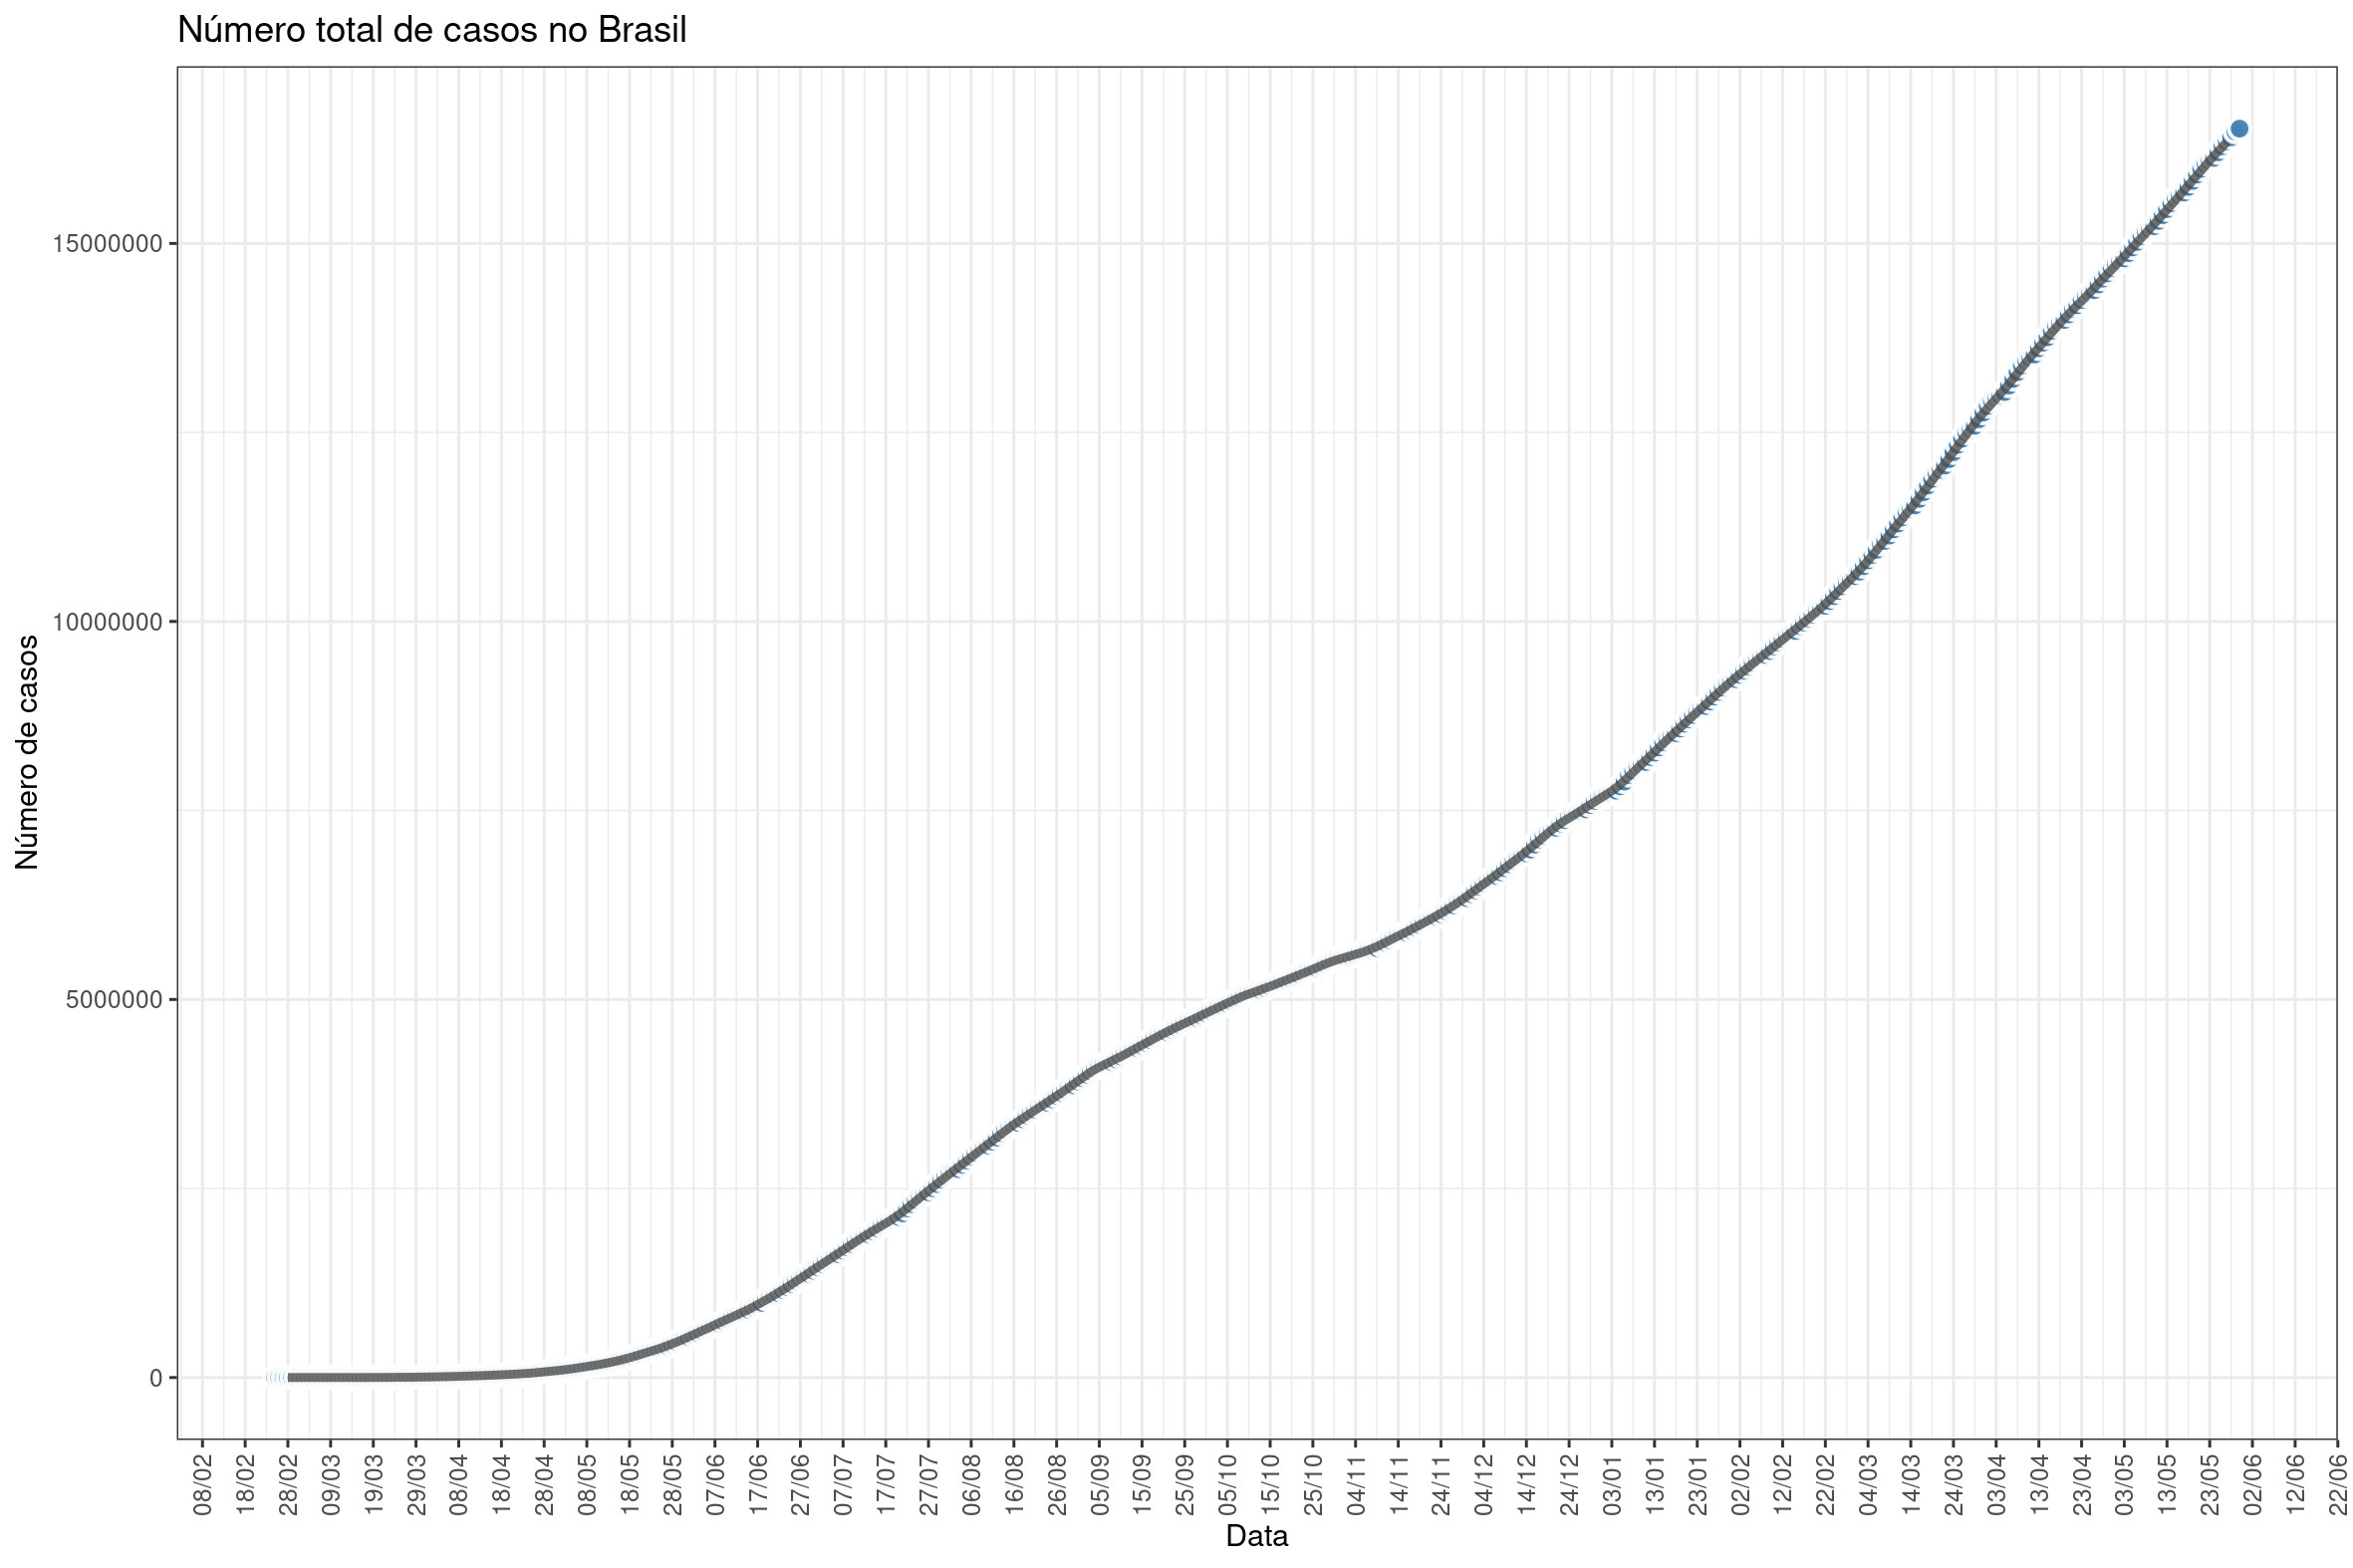 Número total de casos no Brasil
Número de casos
15000000
10000000
5000000
0
08/02 18/02 28/02 09/03 19/03 29/03 08/04 18/04 28/04 08/05 18/05 28/05 07/06 17/06 27/06 07/07 17/07 27/07 06/08 16/08 26/08 05/09 15/09 25/09 05/10 15/10 25/10 04/11 14/11 24/11 04/12 14/12 24/12 03/01 13/01 23/01 02/02 12/02 22/02 04/03 14/03 24/03 03/04 13/04 23/04 03/05 13/05 23/05 02/06 12/06 22/06
Data